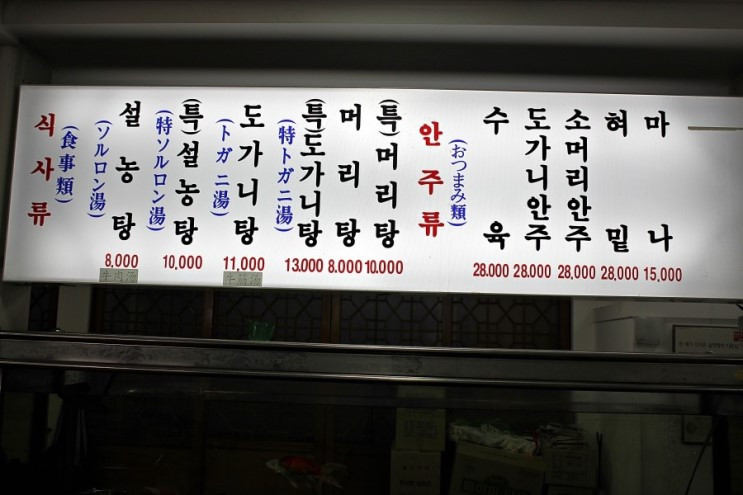 식사류
(食事類)
설농탕
(ソルロン湯)
8,000
牛肉湯
(특)설농탕
(特ソルロン湯)
10,000
도가니탕
(トガニ湯)
11,000
(특)도가니탕
(特トガニ湯)
13.000
머리탕
8.000
(특)머리탕
10.000
안주류
(おつまみ類)
수육
28.000
도가니안주
28.000
소머리안주
28,000
혀밑
28,000
마나
15,000